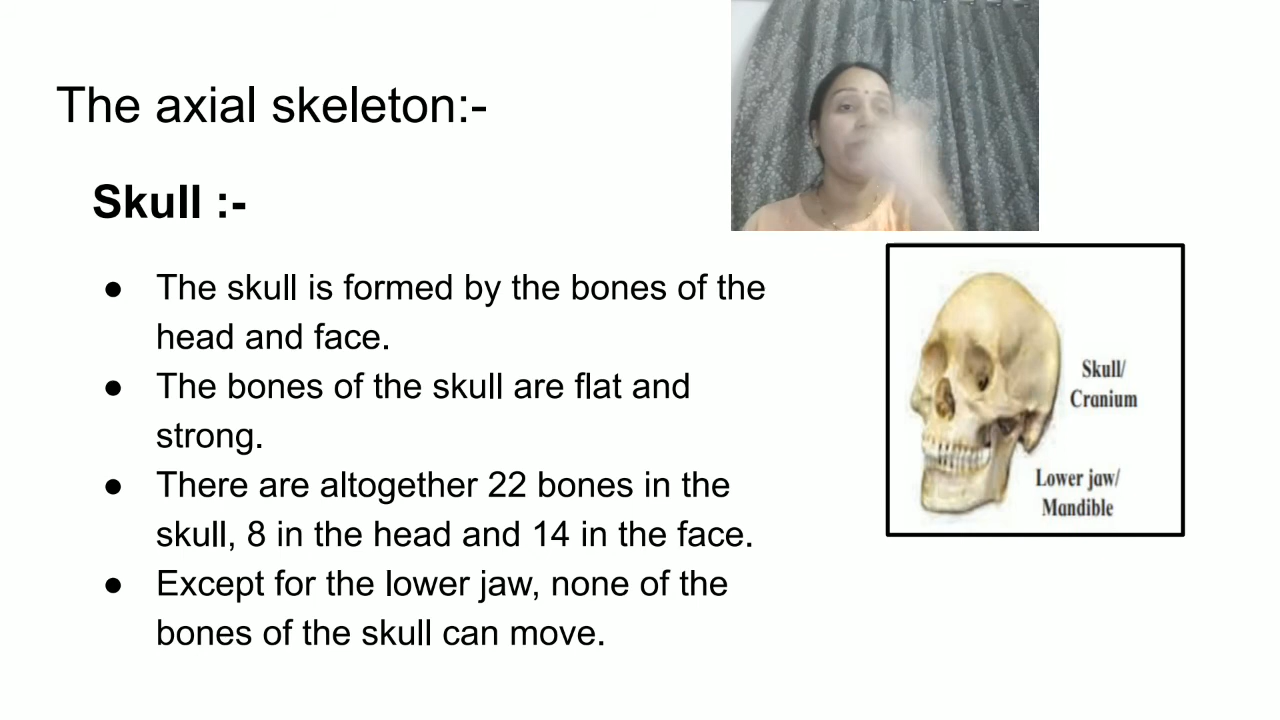 The axial skeleton:-
Skull :-
● The skull is formed by the bones of the
head and face.
● The bones of the skull are flat and
strong.
● There are altogether 22 bones in the
skull, 8 in the head and 14 in the face.
● Except for the lower jaw, none of the
bones of the skull can move.
Skull/
Cranium
Lower jaw/
Mandible